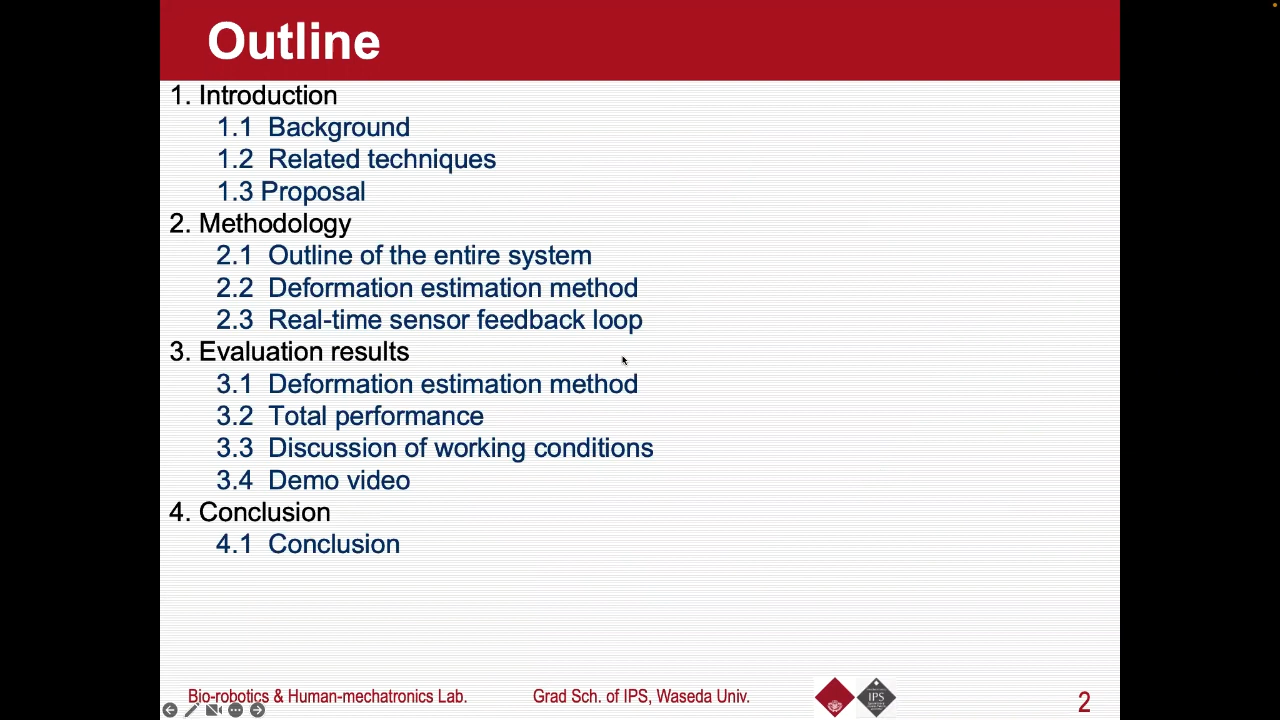 Outline
1. Introduction
1.1 Background
1.2 Related techniques
1.3 Proposal
2. Methodology
2.1 Outline of the entire system
2.2 Deformation estimation method
2.3 Real-time sensor feedback loop
3. Evaluation results
3.1 Deformation estimation method
3.2 Total performance
3.3 Discussion of working conditions
3.4 Demo video
4. Conclusion
4.1 Conclusion
Bio-robotics & Human-mechatronics Lab. Grad Sch. of IPS, Waseda Univ. IPS 2